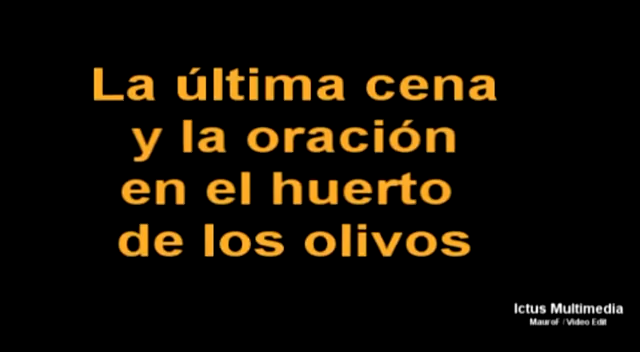 La última cena
y la oración
en el huerto
de los olivos
Ictus Multimedia
MauroF / Video Edit